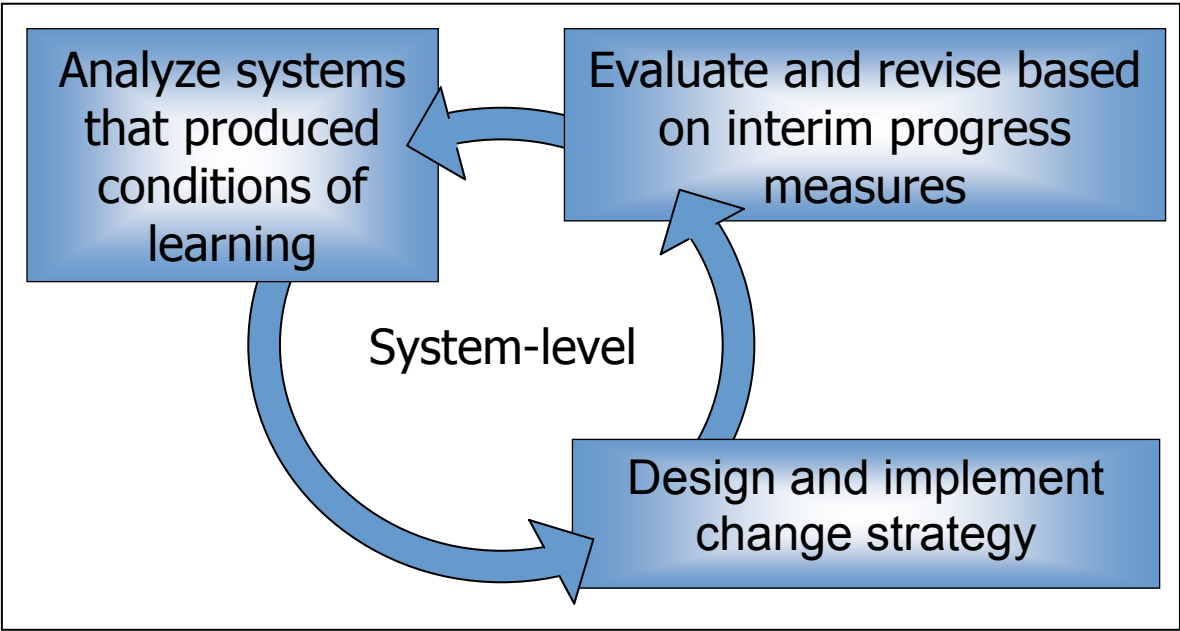 Analyze systems
that produced
conditions of
learning
Evaluate and revise based
on interim progress
measures
System-level
Design and implement
change strategy